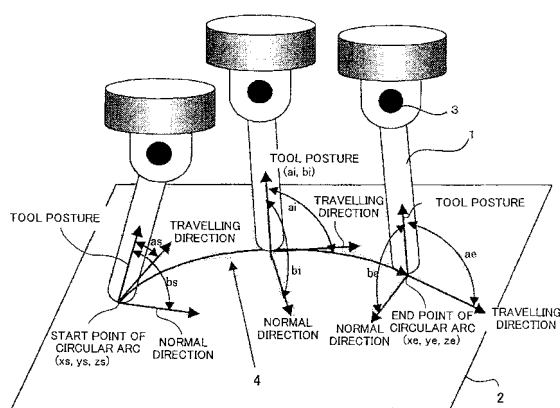 3
1
TOOL POSTURE
(ai, bi)
TOOL POSTURE
TRAVELLING
DIRECTION
as
bs
ai
TRAVELLING
DIRECTION
bi
TOOL POSTURE
be
ae
START POINT OF
CIRCULAR ARC
(xs, ys, zs)
NORMAL
DIRECTION
4
NORMAL
DIRECTION
NORMAL
DIRECTION
END POINT OF
CIRCULAR ARC
(xe, ye, ze)
TRAVELLING
DIRECTION
2